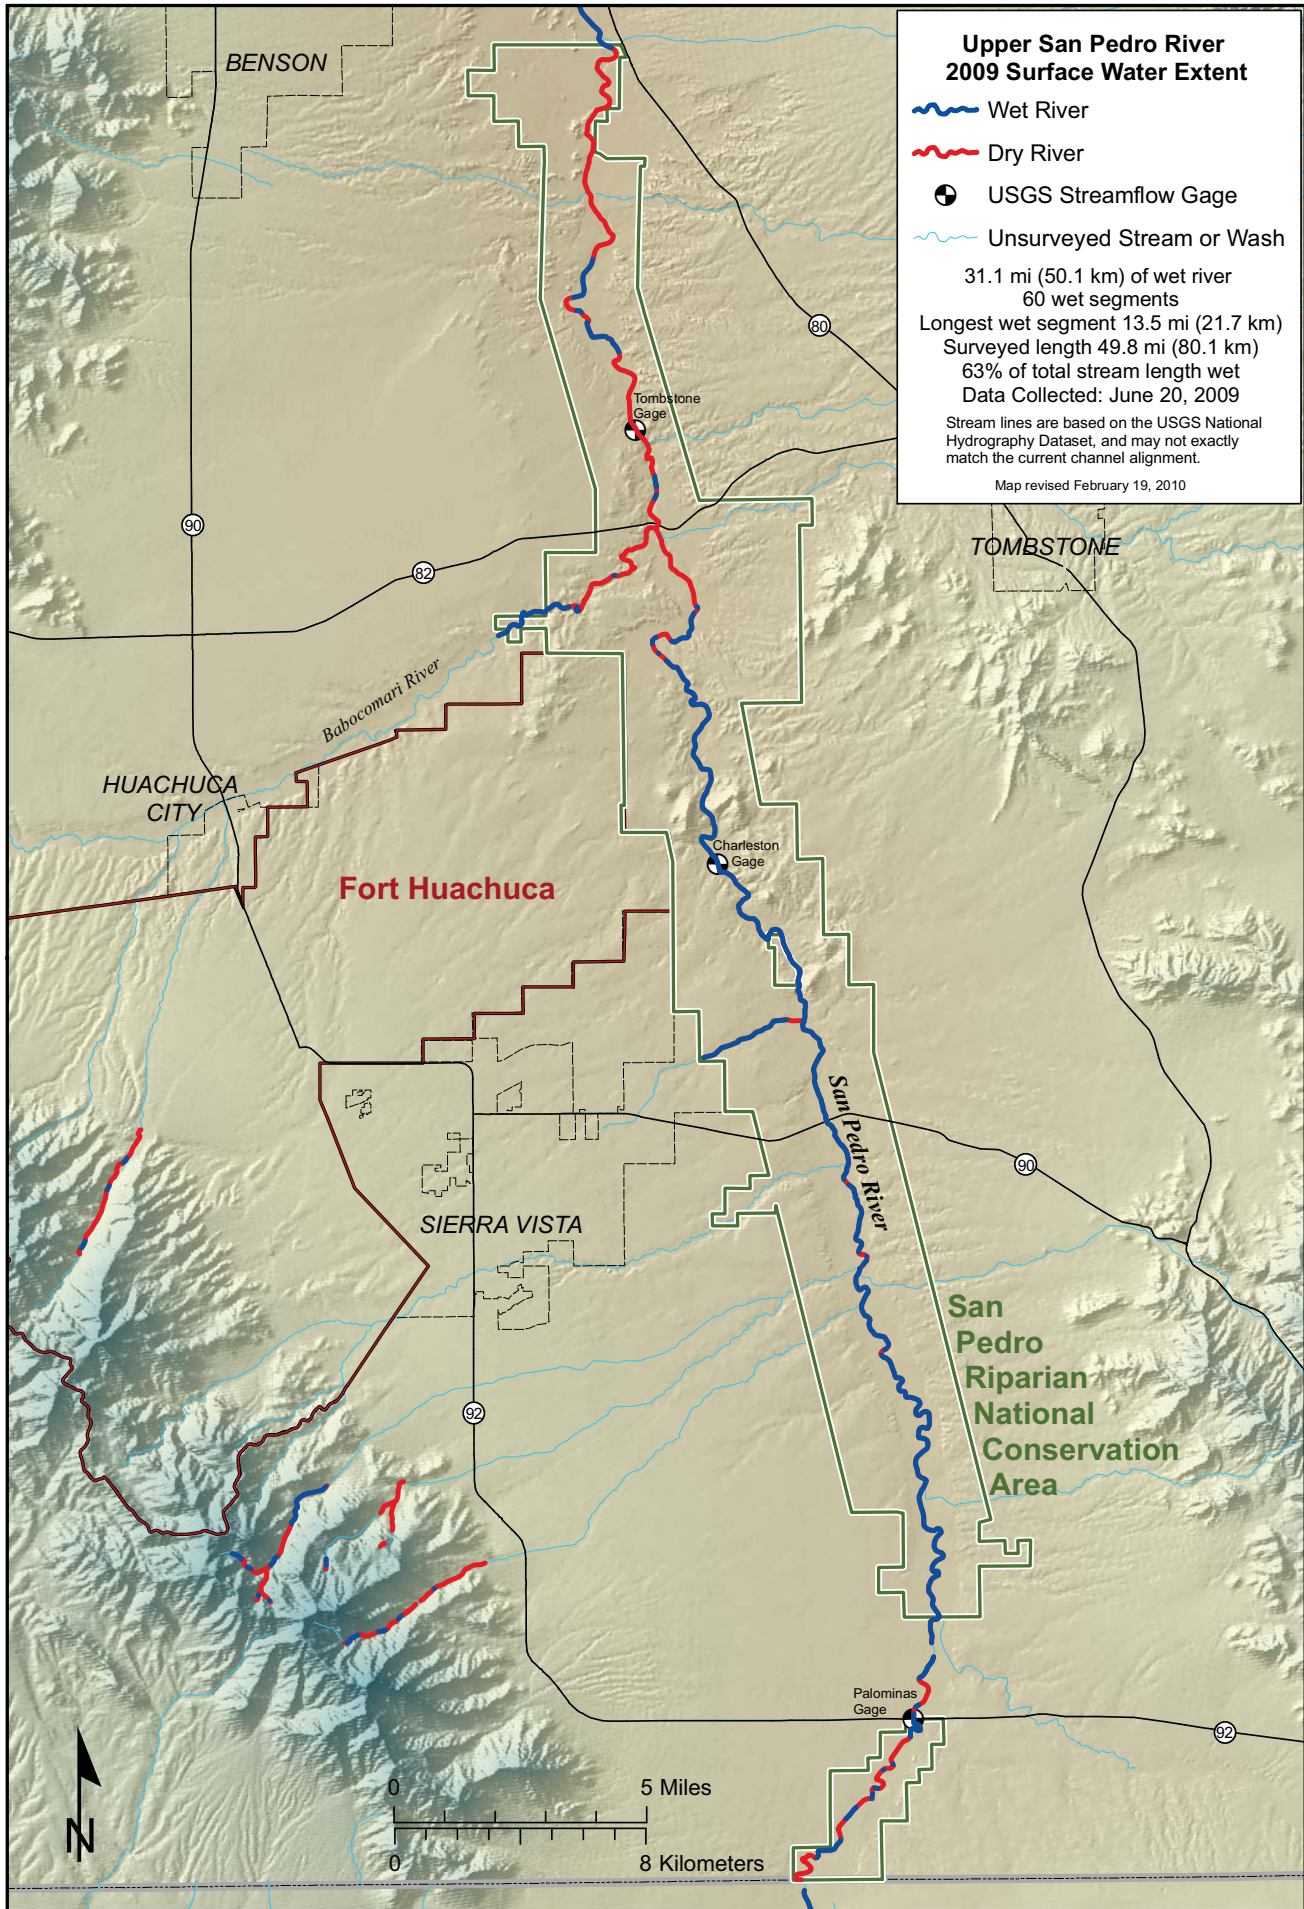 Upper San Pedro River
2009 Surface Water Extent
Wet River
Dry River
USGS Streamflow Gage
Unsurveyed Stream or Wash
31.1 mi (50.1 km) of wet river
60 wet segments
Longest wet segment 13.5 mi (21.7 km)
Surveyed length 49.8 mi (80.1 km)
63% of total stream length wet
Data Collected: June 20, 2009
Stream lines are based on the USGS National
Hydrography Dataset, and may not exactly
match the current channel alignment.
Map revised February 19, 2010
BENSON
80
Tombstone
Gage
90
TOMBSTONE
82
Babocomari River
HUACHUCA
CITY
Charleston
Gage
Fort Huachuca
San Pedro River
90
SIERRA VISTA
San
Pedro
Riparian
National
Conservation
Area
92
Palominas
Gage
92
N
0
5 Miles
0
8 Kilometers